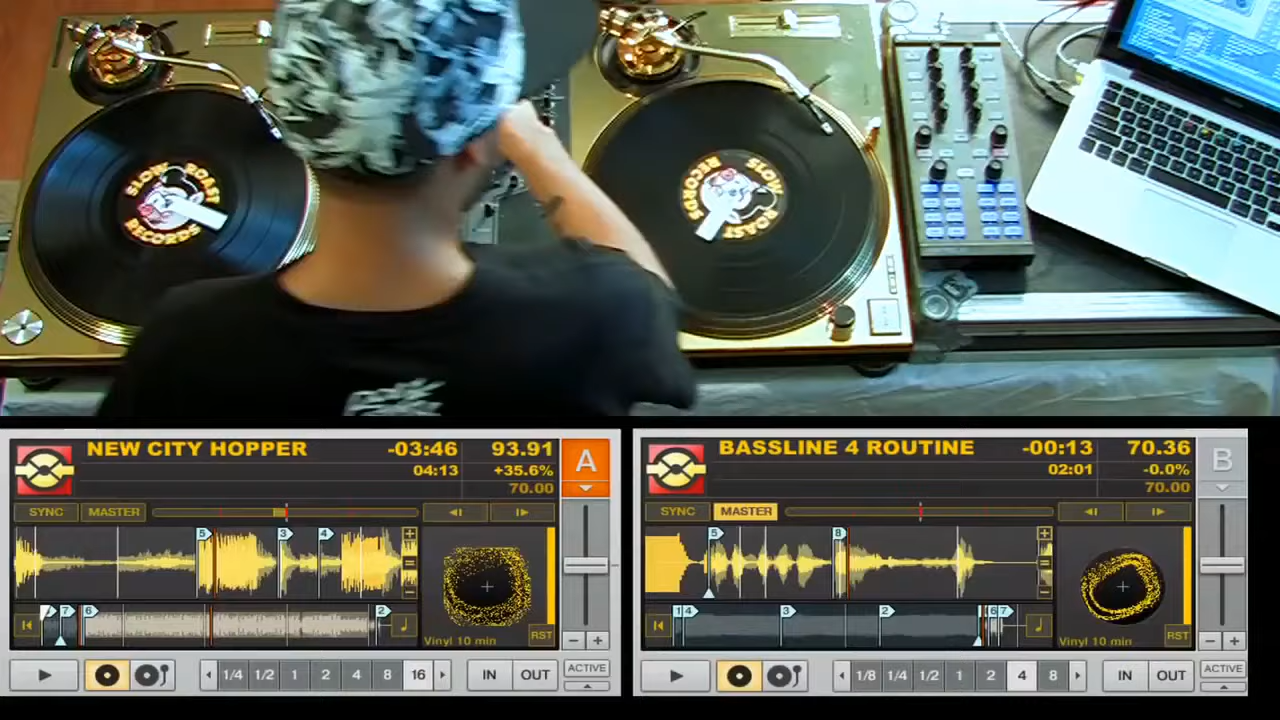 SLOW ROAST
RECORDS
SLOW ROAST
RECORDS
NEW CITY HOPPER
-03:46
93.91
A
04:13
+35.6%
70.00
SYNC
MASTER
5
3
4
7
6
2
Vinyl 10 min
RST
1/4
1/2
1
2
4
8
16
IN
OUT
ACTIVE
BASSLINE 4 ROUTINE
-00:13
70.36
B
02:01
-0.0%
70.00
SYNC
MASTER
5
8
1
4
3
2
6
7
Vinyl 10 min
RST
1/8
1/4
1/2
1
2
4
8
IN
OUT
ACTIVE